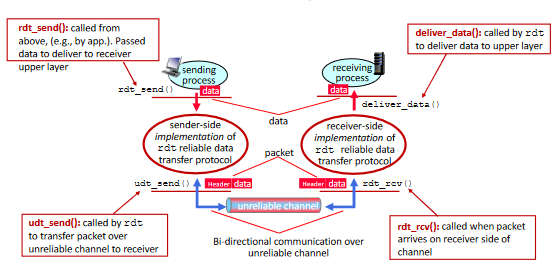 rdt_send(): called from
above, (e.g., by app.). Passed
data to deliver to receiver
upper layer
deliver_data(): called by rdt
to deliver data to upper layer
sending
process
receiving
process
rdt_send()
data
data
deliver_data()
data
sender-side
implementation of
rdt reliable data
transfer protocol
receiver-side
implementation of
rdt reliable data
transfer protocol
packet
udt_send()
Header data
Header data
rdt_rcv()
unreliable channel
udt_send(): called by rdt
to transfer packet over
unreliable channel to receiver
Bi-directional communication over
unreliable channel
rdt_rcv(): called when packet
arrives on receiver side of
channel